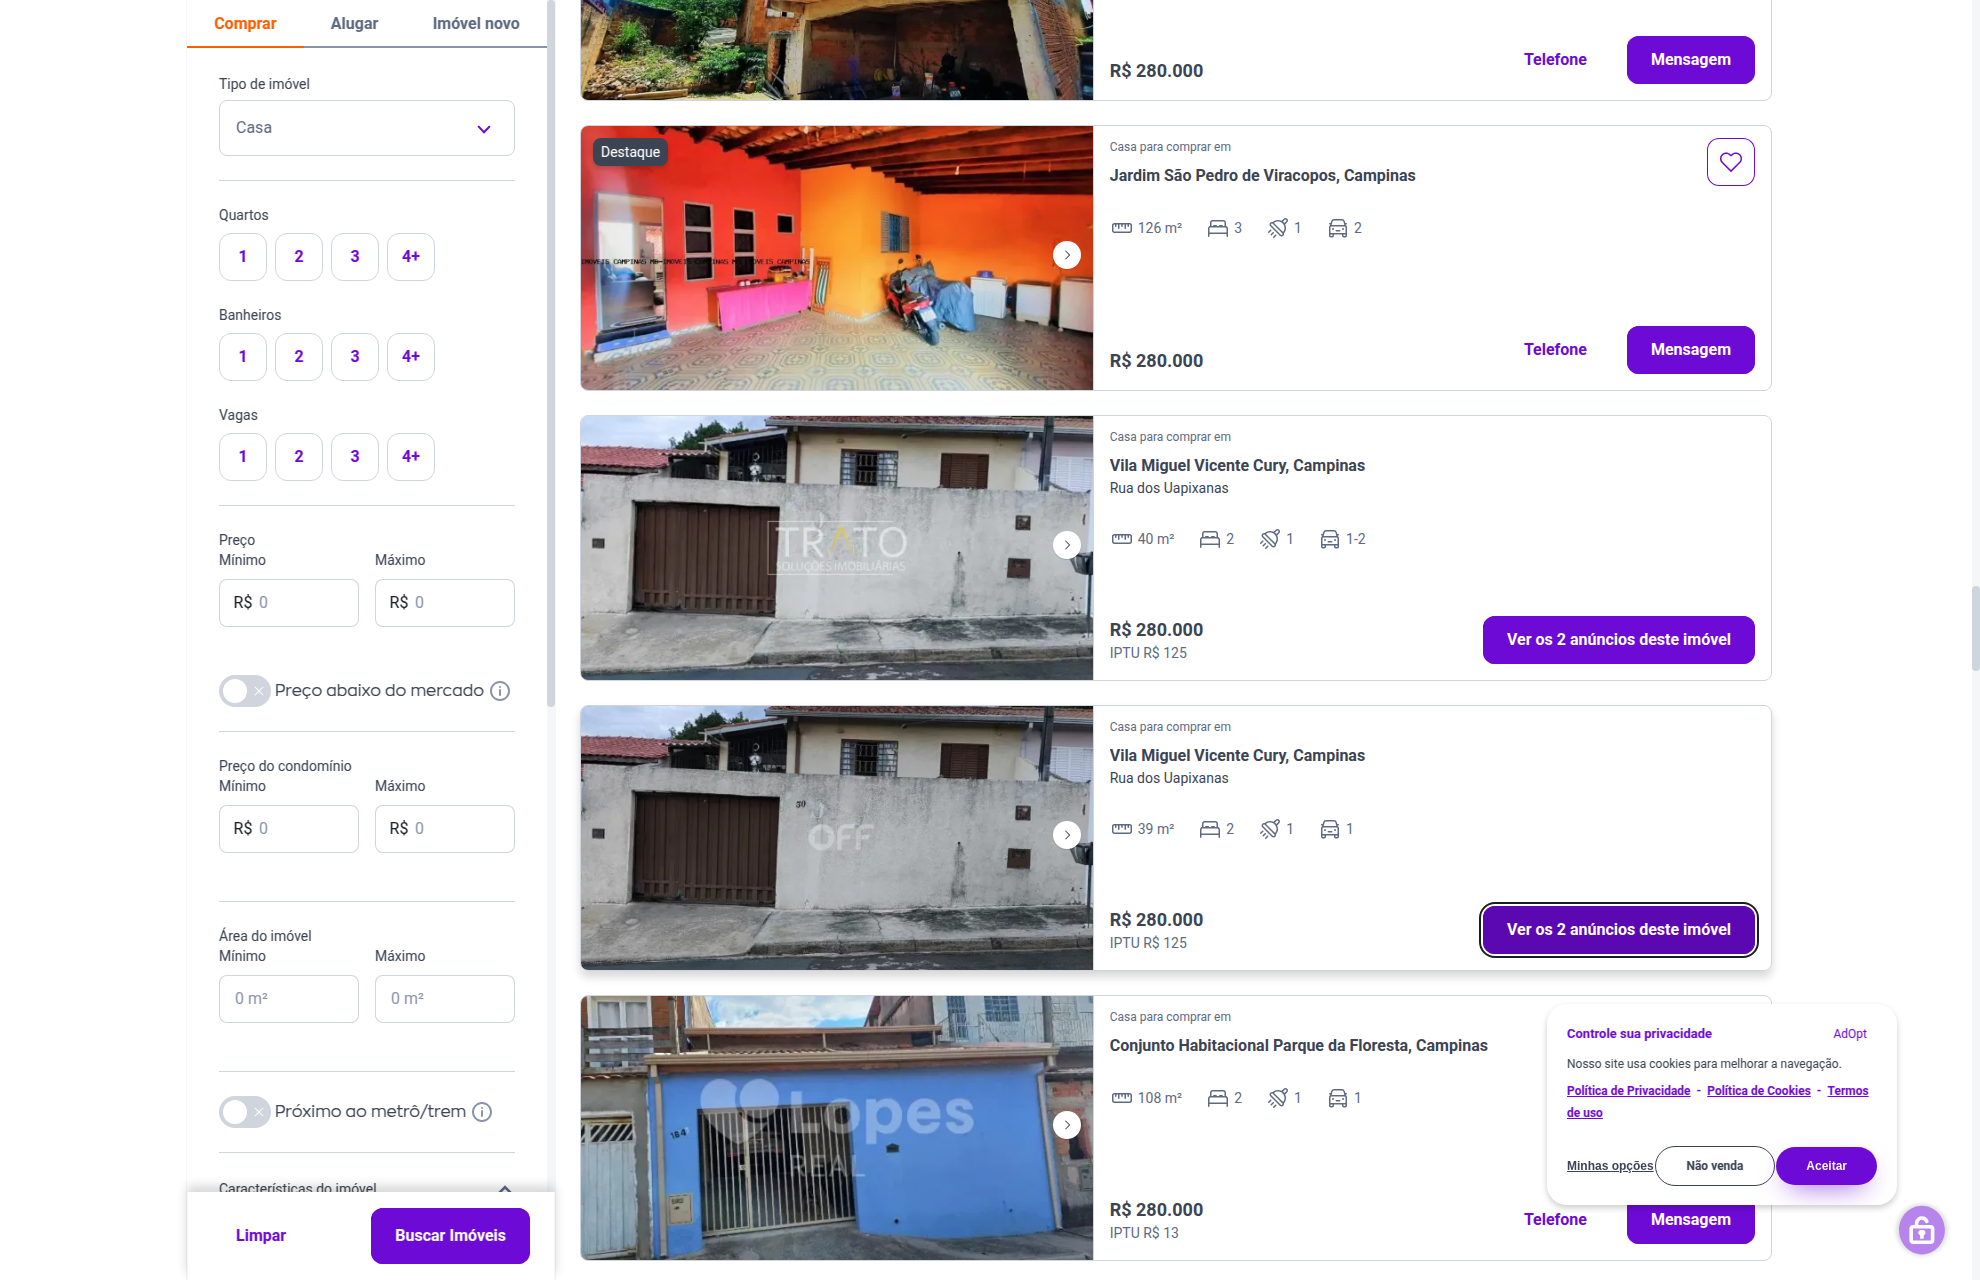 Comprar
Alugar
Imóvel novo
Tipo de imóvel
Casa
Quartos
1
2
3
4+
Banheiros
1
2
3
4+
Vagas
1
2
3
4+
Preço
Mínimo
Máximo
R$ 0
R$ 0
Preço abaixo do mercado
Preço do condomínio
Mínimo
Máximo
R$ 0
R$ 0
Área do imóvel
Mínimo
Máximo
0 m²
0 m²
Próximo ao metrô/trem
Características do imóvel
Limpar
Buscar Imóveis
R$ 280.000
Telefone
Mensagem
Destaque
Casa para comprar em
Jardim São Pedro de Viracopos, Campinas
126 m²
3
1
2
R$ 280.000
Telefone
Mensagem
TRATO
SOLUÇÕES IMOBILIÁRIAS
Casa para comprar em
Vila Miguel Vicente Cury, Campinas
Rua dos Uapixanas
40 m²
2
1
1-2
R$ 280.000
IPTU R$ 125
Ver os 2 anúncios deste imóvel
OFF
Casa para comprar em
Vila Miguel Vicente Cury, Campinas
Rua dos Uapixanas
39 m²
2
1
1
R$ 280.000
IPTU R$ 125
Ver os 2 anúncios deste imóvel
Lopes
REAL
Casa para comprar em
Conjunto Habitacional Parque da Floresta, Campinas
108 m²
2
1
1
R$ 280.000
IPTU R$ 13
Telefone
Mensagem
Controle sua privacidade
AdOpt
Nosso site usa cookies para melhorar a navegação.
Política de Privacidade - Política de Cookies - Termos
de uso
Minhas opções
Não venda
Aceitar